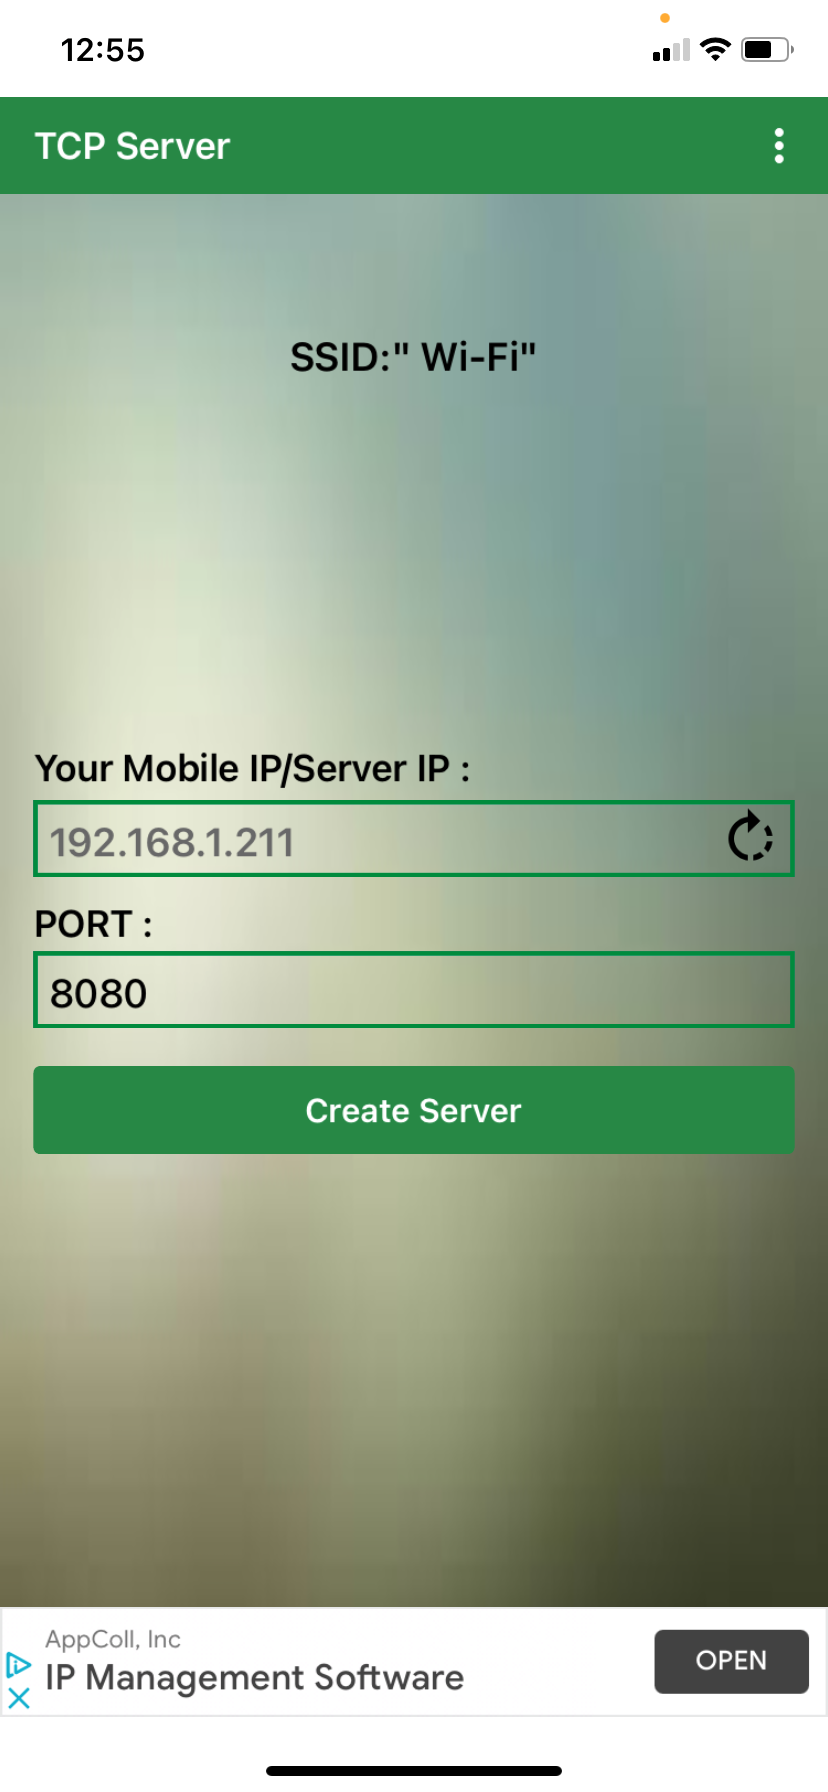 12:55
TCP Server
SSID:" Wi-Fi"
Your Mobile IP/Server IP :
192.168.1.211
PORT :
8080
Create Server
AppColl, Inc
IP Management Software
OPEN